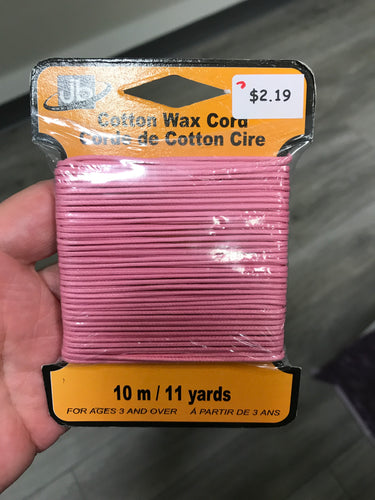 jb
$2.19
Cotton Wax Cord
Cords de Cotton Cire
10 m / 11 yards
FOR AGES 3 AND OVER À PARTIR DE 3 ANS